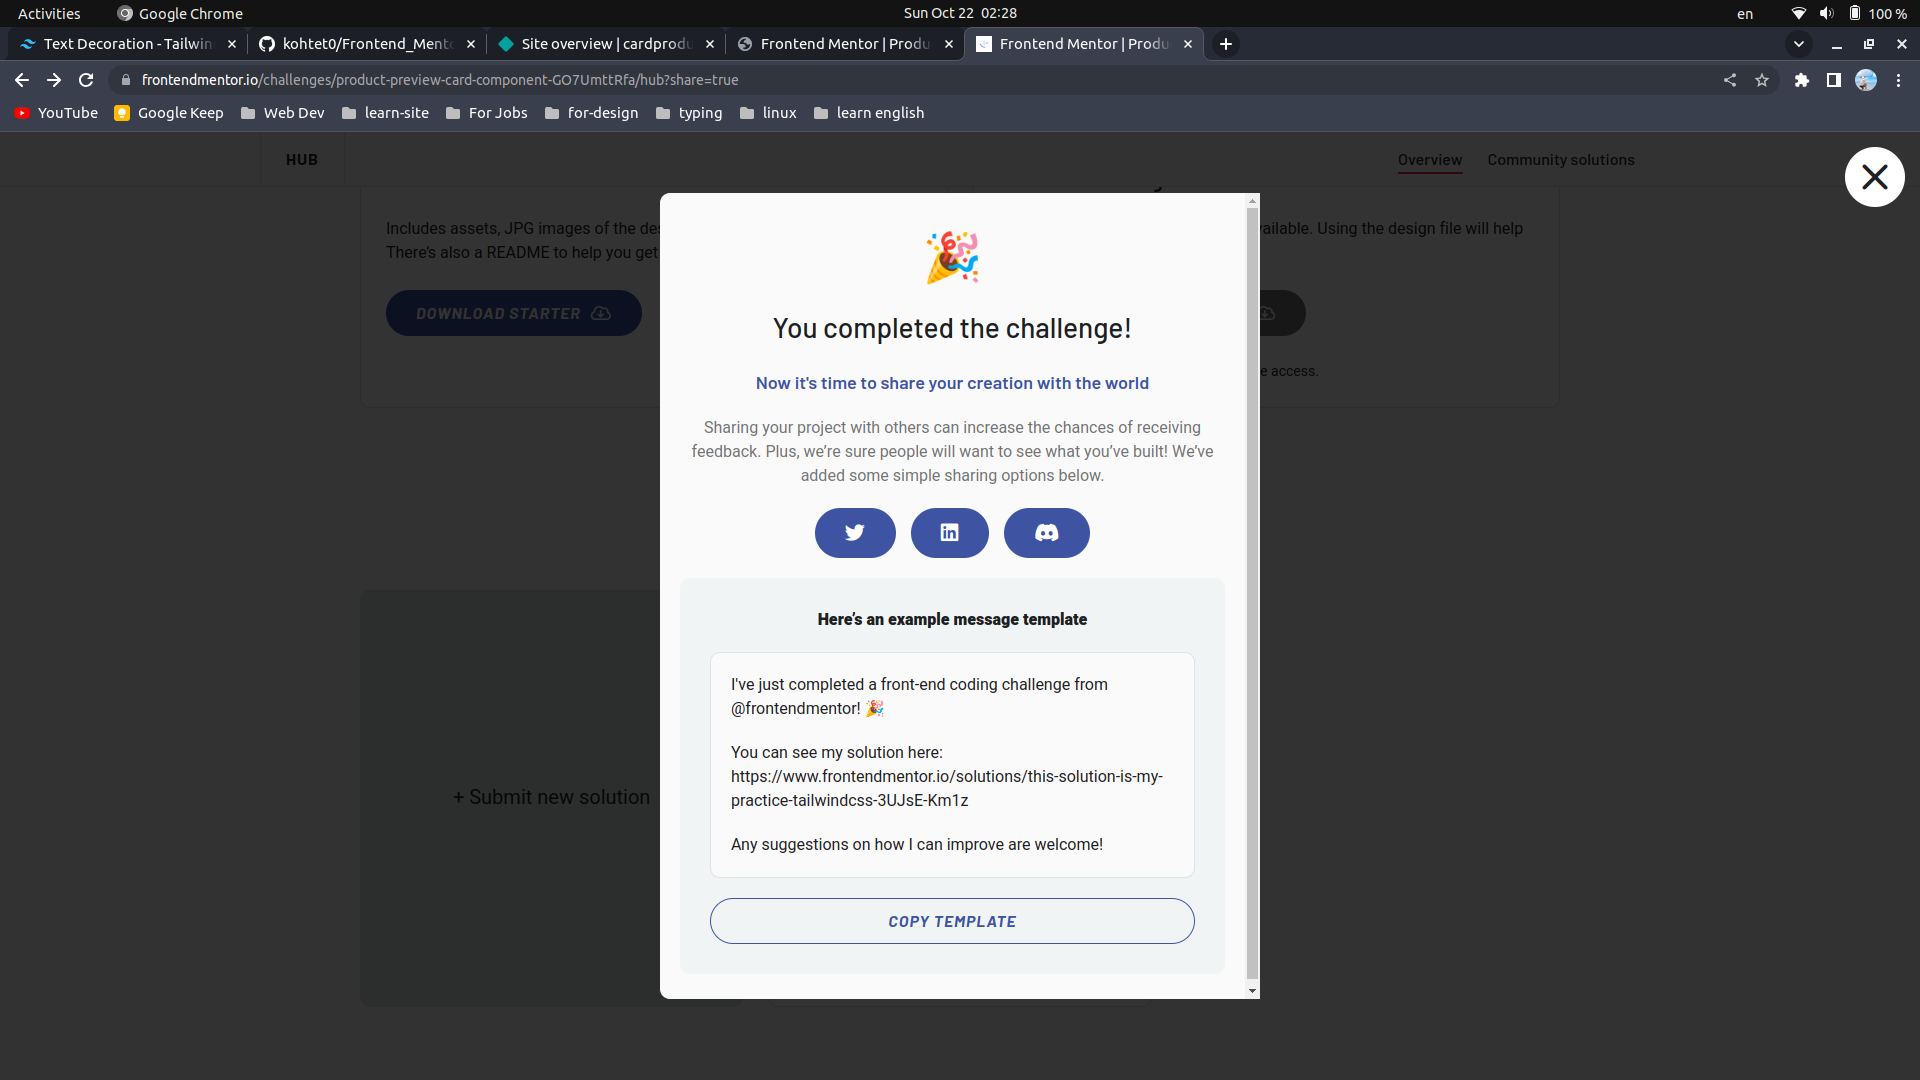 Activities
Google Chrome
Sun Oct 22 02:28
en
100 %
Text Decoration - Tailwin
kohtet0/Frontend_Mento
Site overview | cardprodu
Frontend Mentor | Produ
Frontend Mentor | Produ
frontendmentor.io/challenges/product-preview-card-component-GO7UmttRfa/hub?share=true
YouTube
Google Keep
Web Dev
learn-site
For Jobs
for-design
typing
linux
learn english
HUB
Overview
Community solutions
Includes assets, JPG images of the des
There's also a README to help you get
vailable. Using the design file will help
DOWNLOAD STARTER
e access.
You completed the challenge!
Now it's time to share your creation with the world
Sharing your project with others can increase the chances of receiving
feedback. Plus, we’re sure people will want to see what you’ve built! We’ve
added some simple sharing options below.
Here’s an example message template
I've just completed a front-end coding challenge from
@frontendmentor! 🎉
You can see my solution here:
https://www.frontendmentor.io/solutions/this-solution-is-my-
practice-tailwindcss-3UJsE-Km1z
Any suggestions on how I can improve are welcome!
COPY TEMPLATE
+ Submit new solution